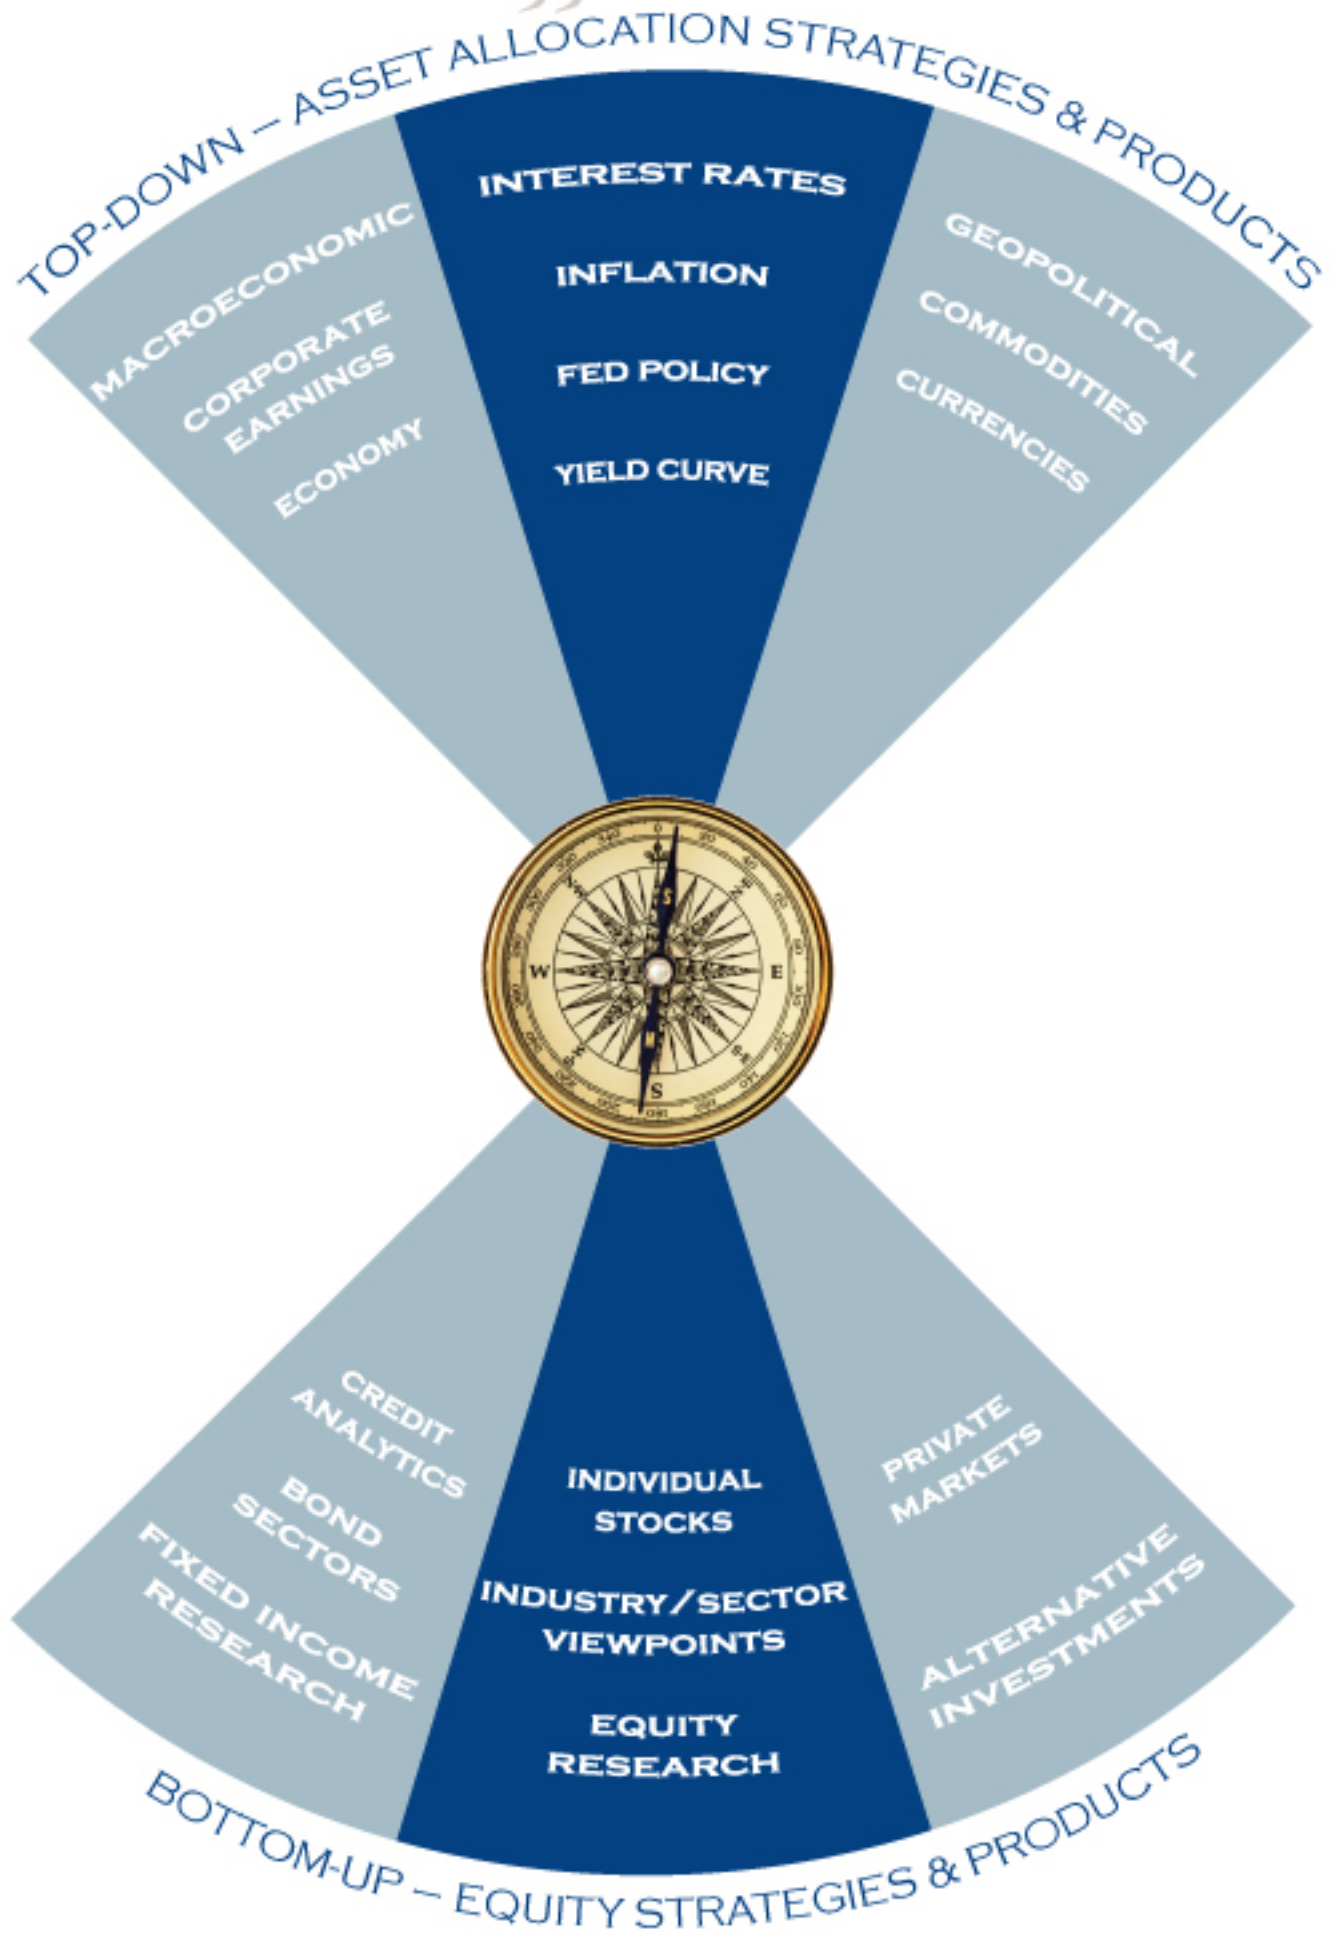 TOP-DOWN – ASSET ALLOCATION STRATEGIES & PRODUCTS
MACROECONOMIC
CORPORATE
EARNINGS
ECONOMY
INTEREST RATES
INFLATION
FED POLICY
YIELD CURVE
GEOPOLITICAL
COMMODITIES
CURRENCIES
S
W
E
N
S
CREDIT
ANALYTICS
BOND
SECTORS
FIXED INCOME
RESEARCH
INDIVIDUAL
STOCKS
INDUSTRY/SECTOR
VIEWPOINTS
EQUITY
RESEARCH
PRIVATE
MARKETS
ALTERNATIVE
INVESTMENTS
BOTTOM-UP – EQUITY STRATEGIES & PRODUCTS